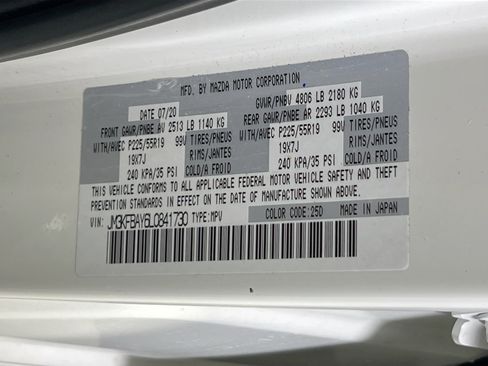 MFD. BY MAZDA MOTOR CORPORATION
DATE 07/20 GVWR/PNBV 4806 LB 2180 KG
FRONT GAWR/PNBE AV 2513 LB 1140 KG REAR GAWR/PNBE AR 2293 LB 1040 KG
WITH/AVEC P225/55R19 99V TIRES/PNEUS WITH/AVEC P225/55R19 99V TIRES/PNEUS
19X7J RIMS/JANTES 19X7J RIMS/JANTES
240 KPA/35 PSI COLD/A FROID 240 KPA/35 PSI COLD/A FROID
THIS VEHICLE CONFORMS TO ALL APPLICABLE FEDERAL MOTOR VEHICLE SAFETY AND THEFT
PREVENTION STANDARDS IN EFFECT ON THE DATE OF MANUFACTURE SHOWN ABOVE.
VIN: JM3KFBAY6L0841730 TYPE: MPV COLOR CODE: 25D MADE IN JAPAN